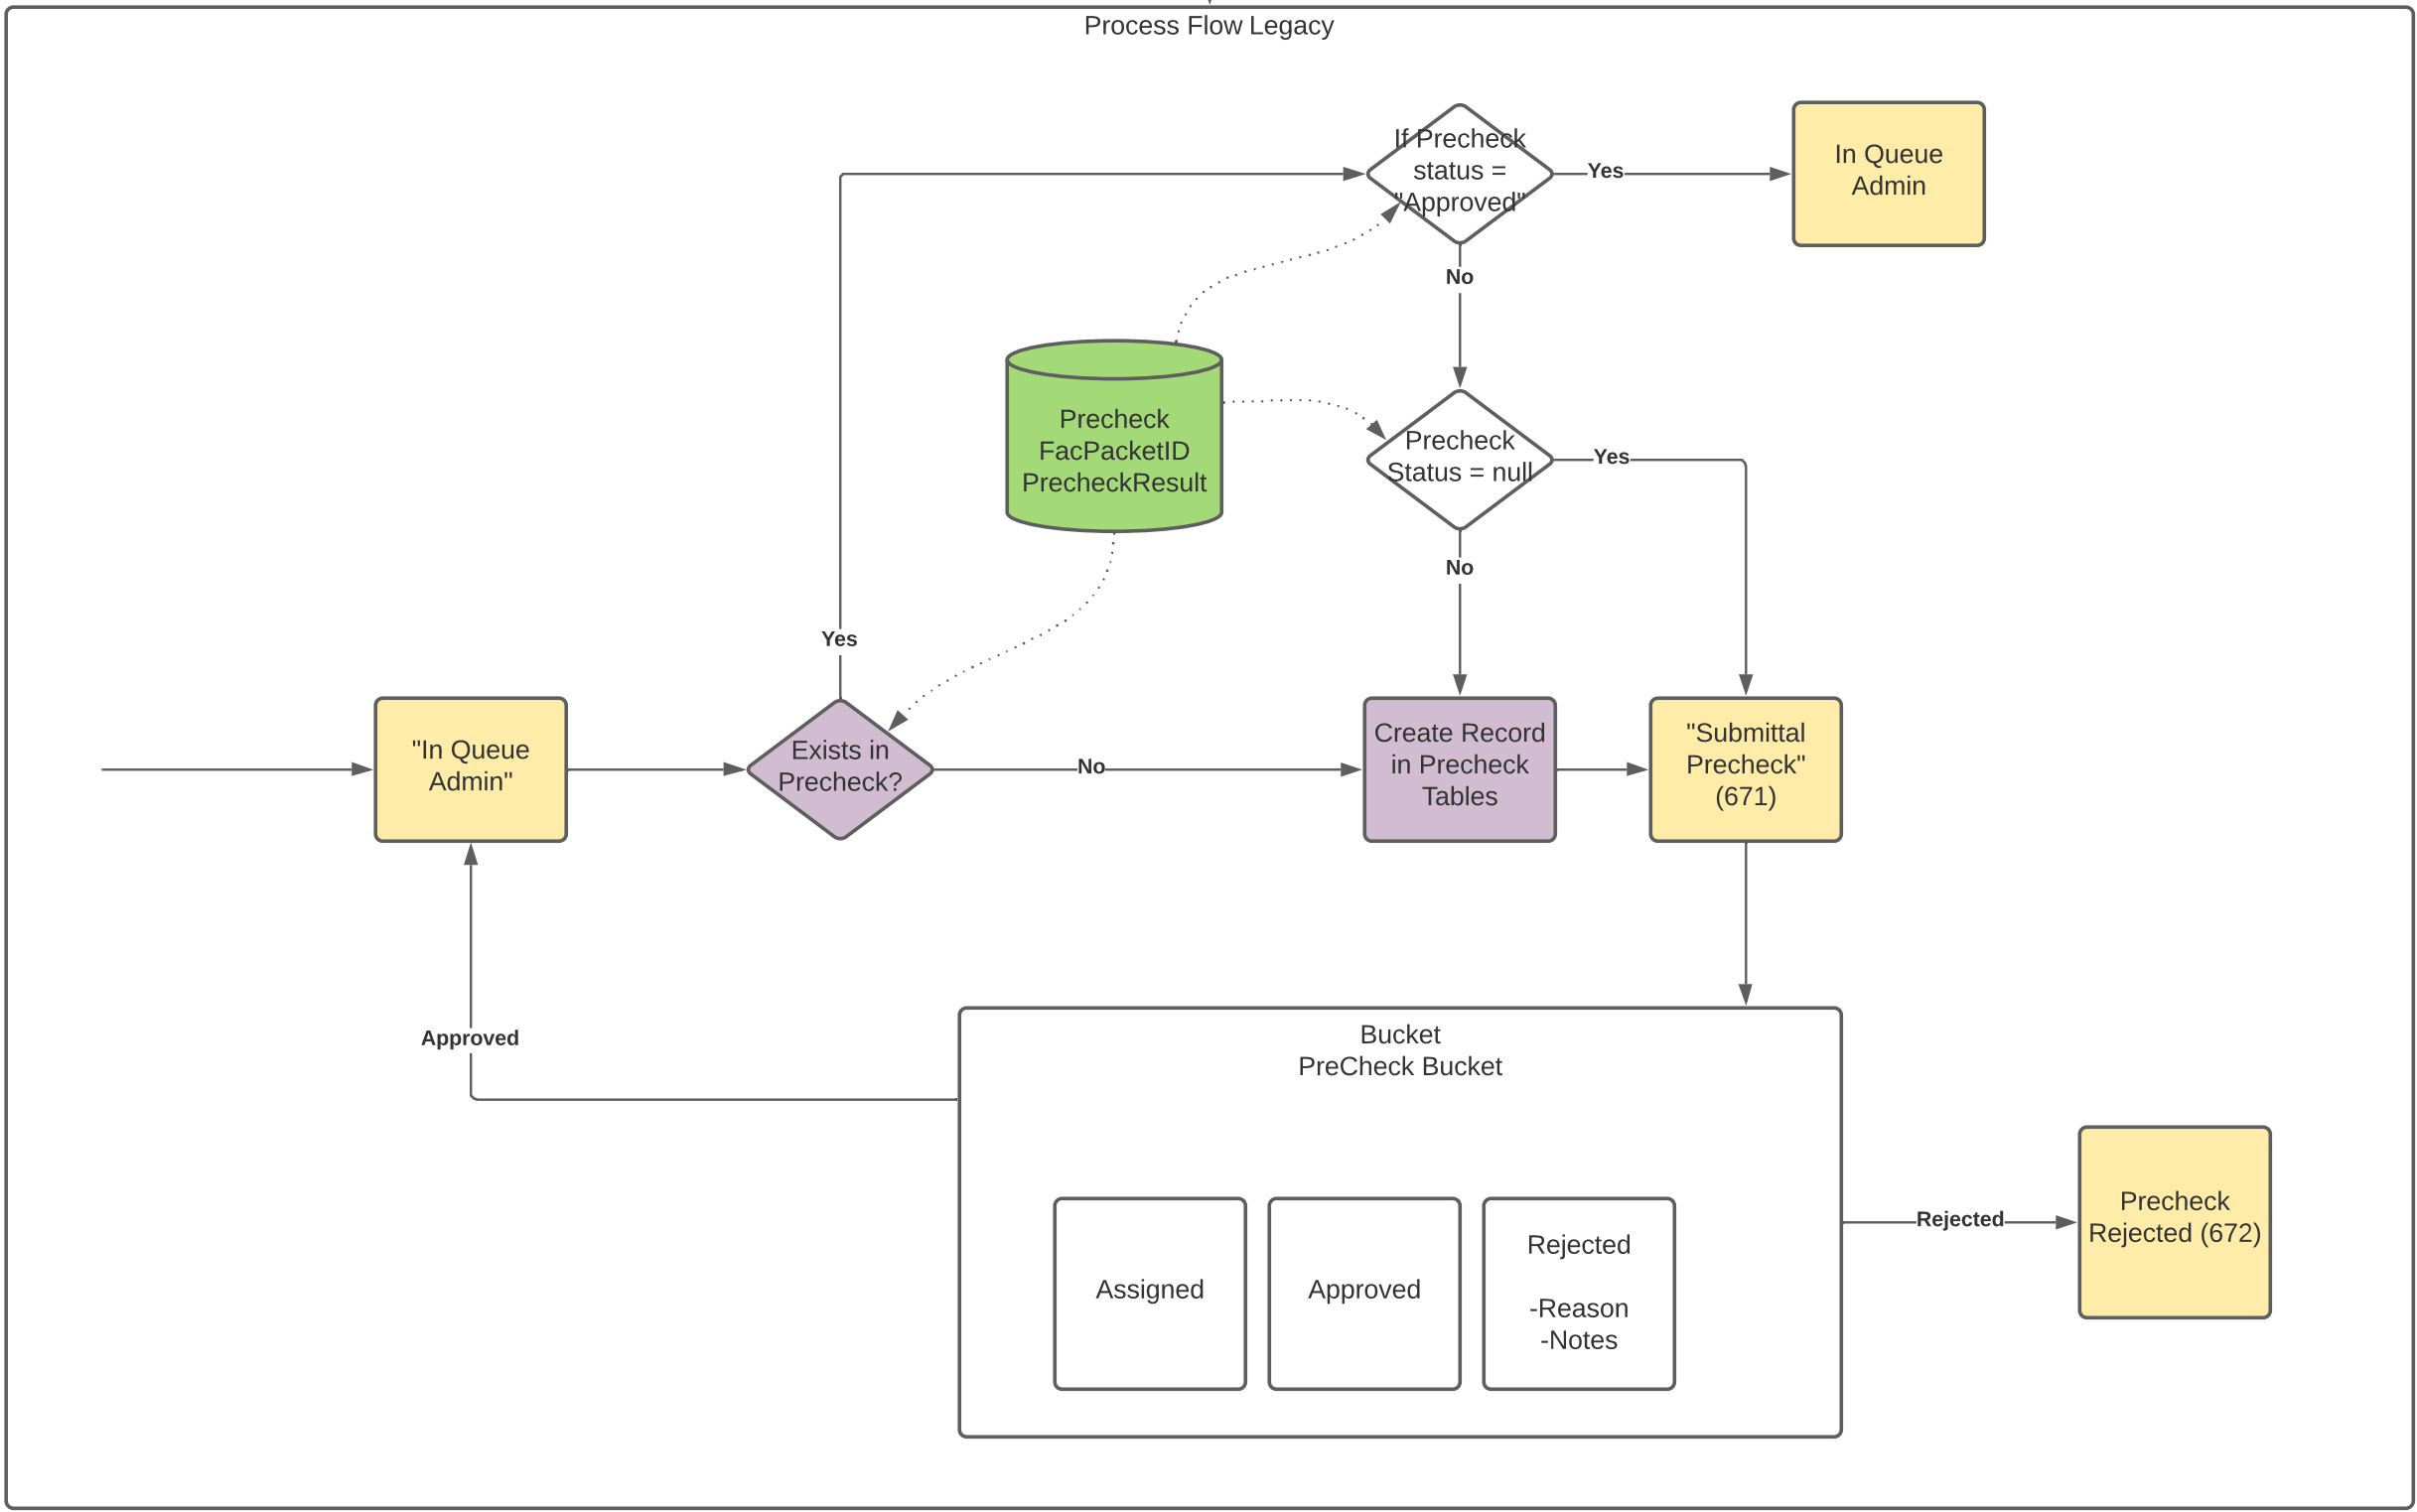 Process Flow Legacy
If Precheck
status =
"Approved"
Yes
In Queue
Admin
No
Precheck
FacPacketID
PrecheckResult
Precheck
Status = null
Yes
No
Yes
"In Queue
Admin"
Exists in
Precheck?
No
Create Record
in Precheck
Tables
"Submittal
Precheck"
(671)
Approved
Bucket
PreCheck Bucket
Assigned
Approved
Rejected
-Reason
-Notes
Rejected
Precheck
Rejected (672)